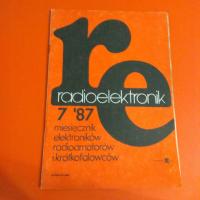 re
radioelektronik
7 '87
miesięcznik
elektroników
radioamatorów
i krótkofalowców